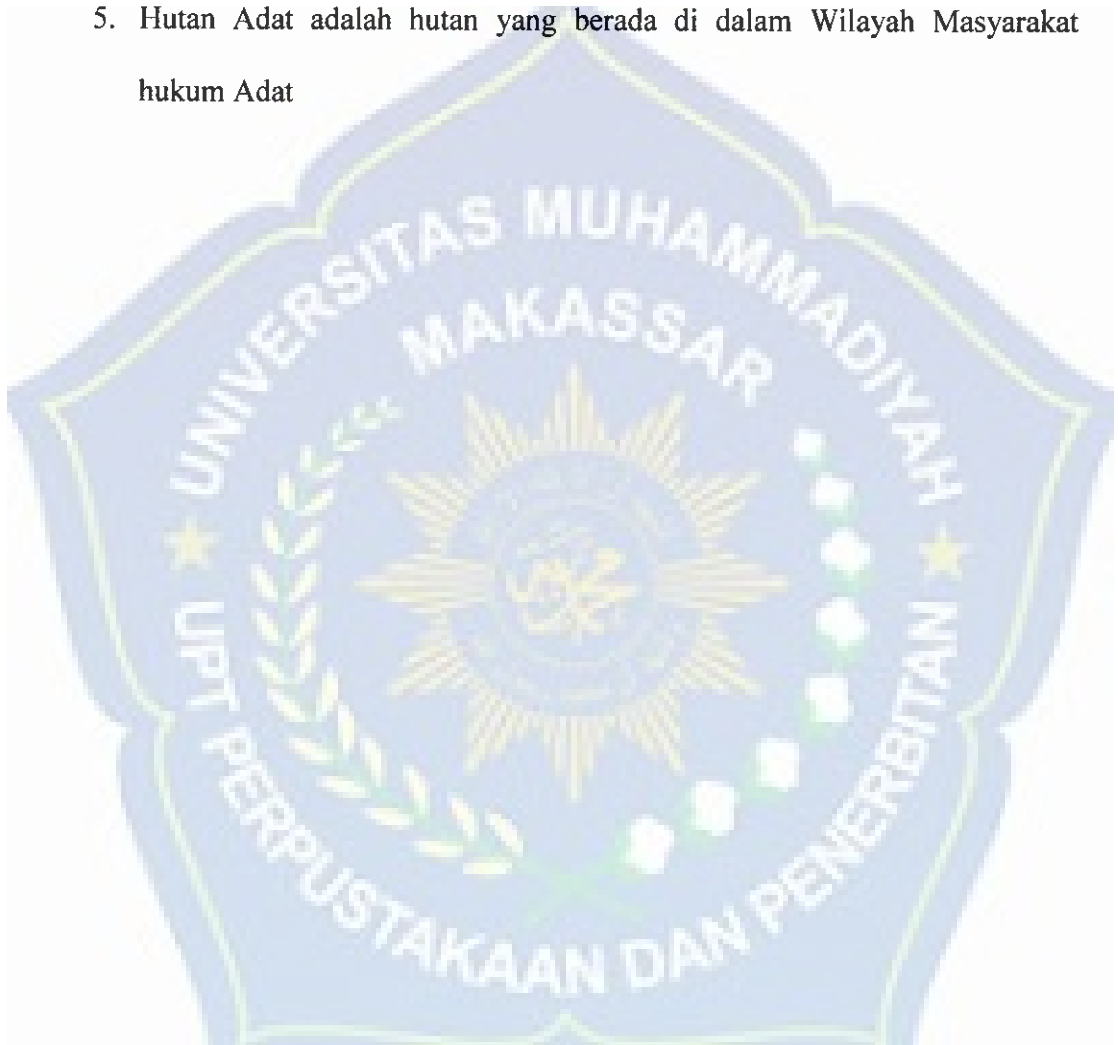 5. Hutan Adat adalah hutan yang berada di dalam Wilayah Masyarakat
hukum Adat
UNIVERSITAS MUHAMMADIYAH
MAKASSAR
UPT PERPUSTAKAAN DAN PENERBITAN